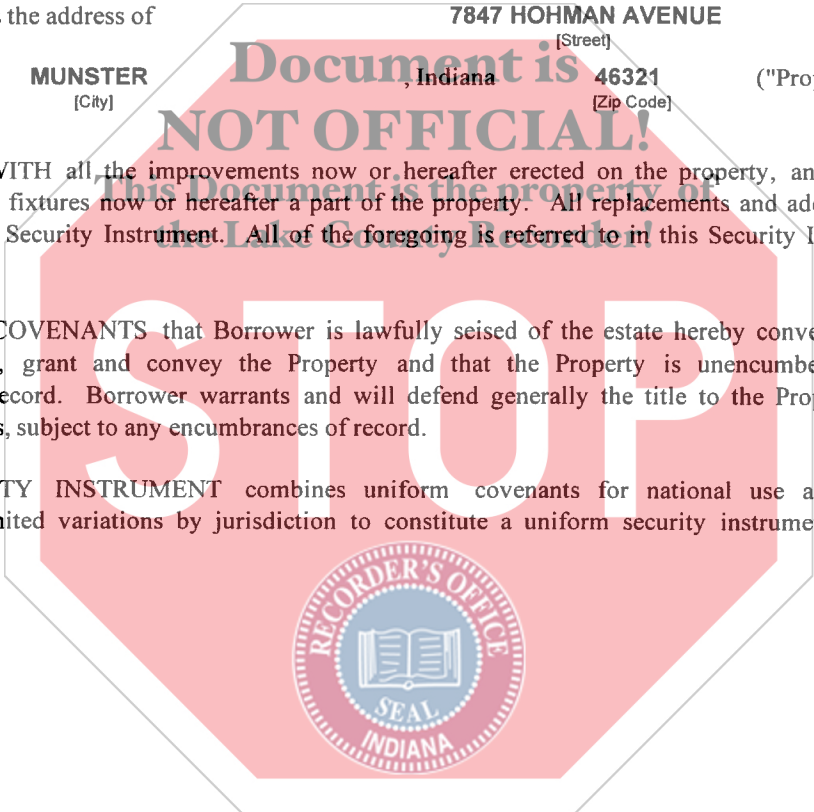 s the address of 7847 HOHMAN AVENUE
[Street]
Document is
MUNSTER , Indiana 46321 ("Prop
[City] [Zip Code]
NOT OFFICIAL!
WITH all the improvements now or hereafter erected on the property, an
This Document is the property of
fixtures now or hereafter a part of the property. All replacements and add
the Lake County Recorder!
Security Instrument. All of the foregoing is referred to in this Security I
COVENANTS that Borrower is lawfully seised of the estate hereby conve
, grant and convey the Property and that the Property is unencumbe
ecord. Borrower warrants and will defend generally the title to the Prop
s, subject to any encumbrances of record.
STOP
TY INSTRUMENT combines uniform covenants for national use a
nited variations by jurisdiction to constitute a uniform security instrume
RECORDER'S OFFICE
SEAL
INDIANA